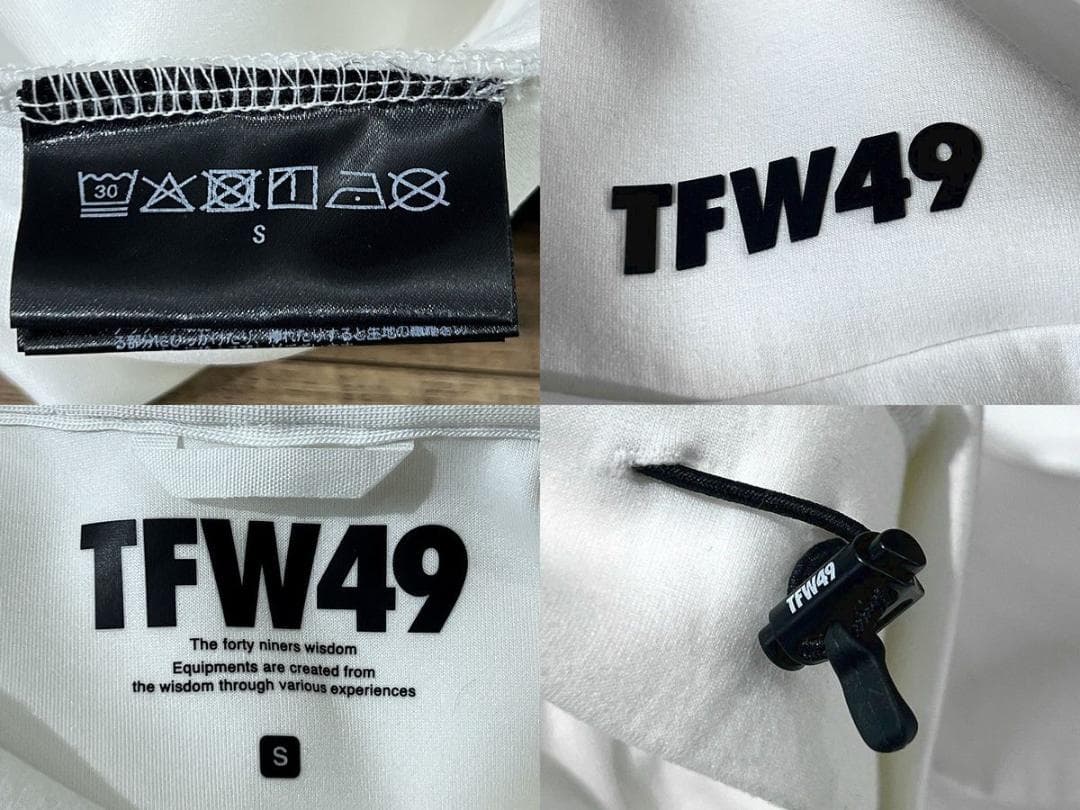 30
S
TFW49
TFW49
The forty niners wisdom
Equipments are created from
the wisdom through various experiences
S
TFW49